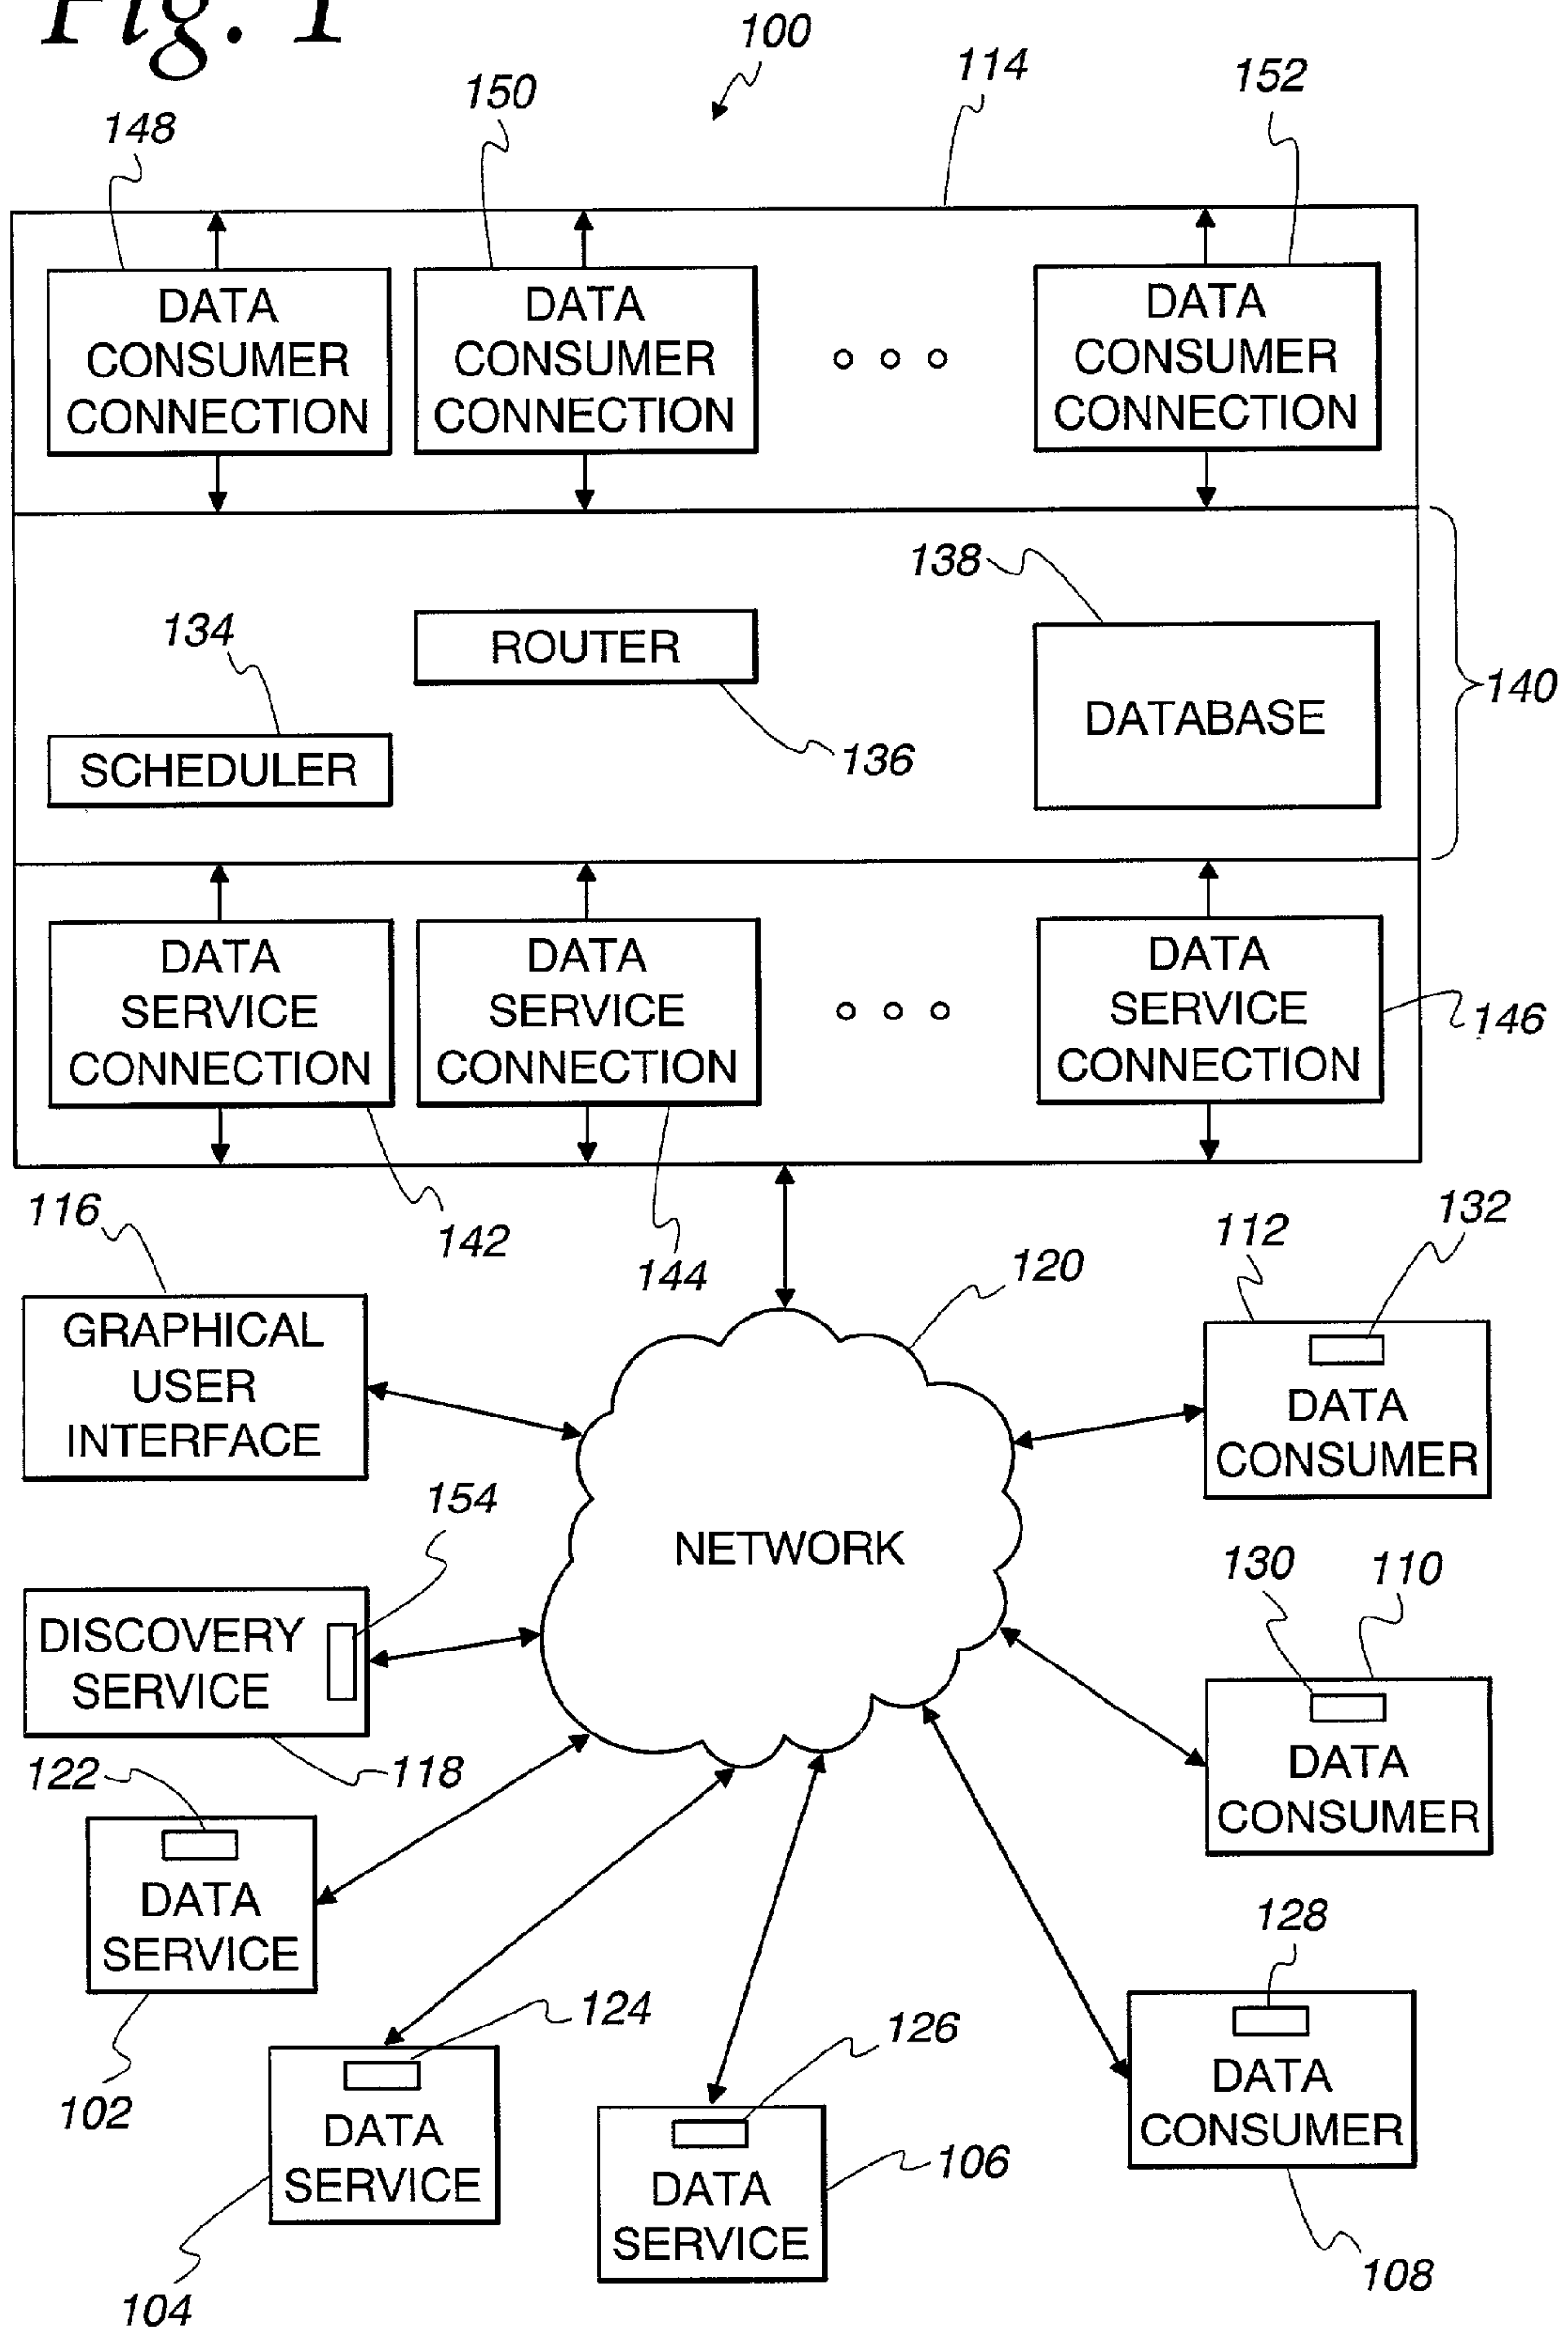 Fig. 1
100
114
152
150
148
DATA
CONSUMER
CONNECTION
DATA
CONSUMER
CONNECTION
DATA
CONSUMER
CONNECTION
138
134
ROUTER
140
DATABASE
136
SCHEDULER
DATA
SERVICE
CONNECTION
DATA
SERVICE
CONNECTION
DATA
SERVICE
CONNECTION
146
116
142
144
120
112
132
GRAPHICAL
USER
INTERFACE
DATA
CONSUMER
154
NETWORK
130
110
DISCOVERY
SERVICE
118
DATA
CONSUMER
122
DATA
SERVICE
102
128
124
126
DATA
CONSUMER
DATA
SERVICE
106
DATA
SERVICE
104
108